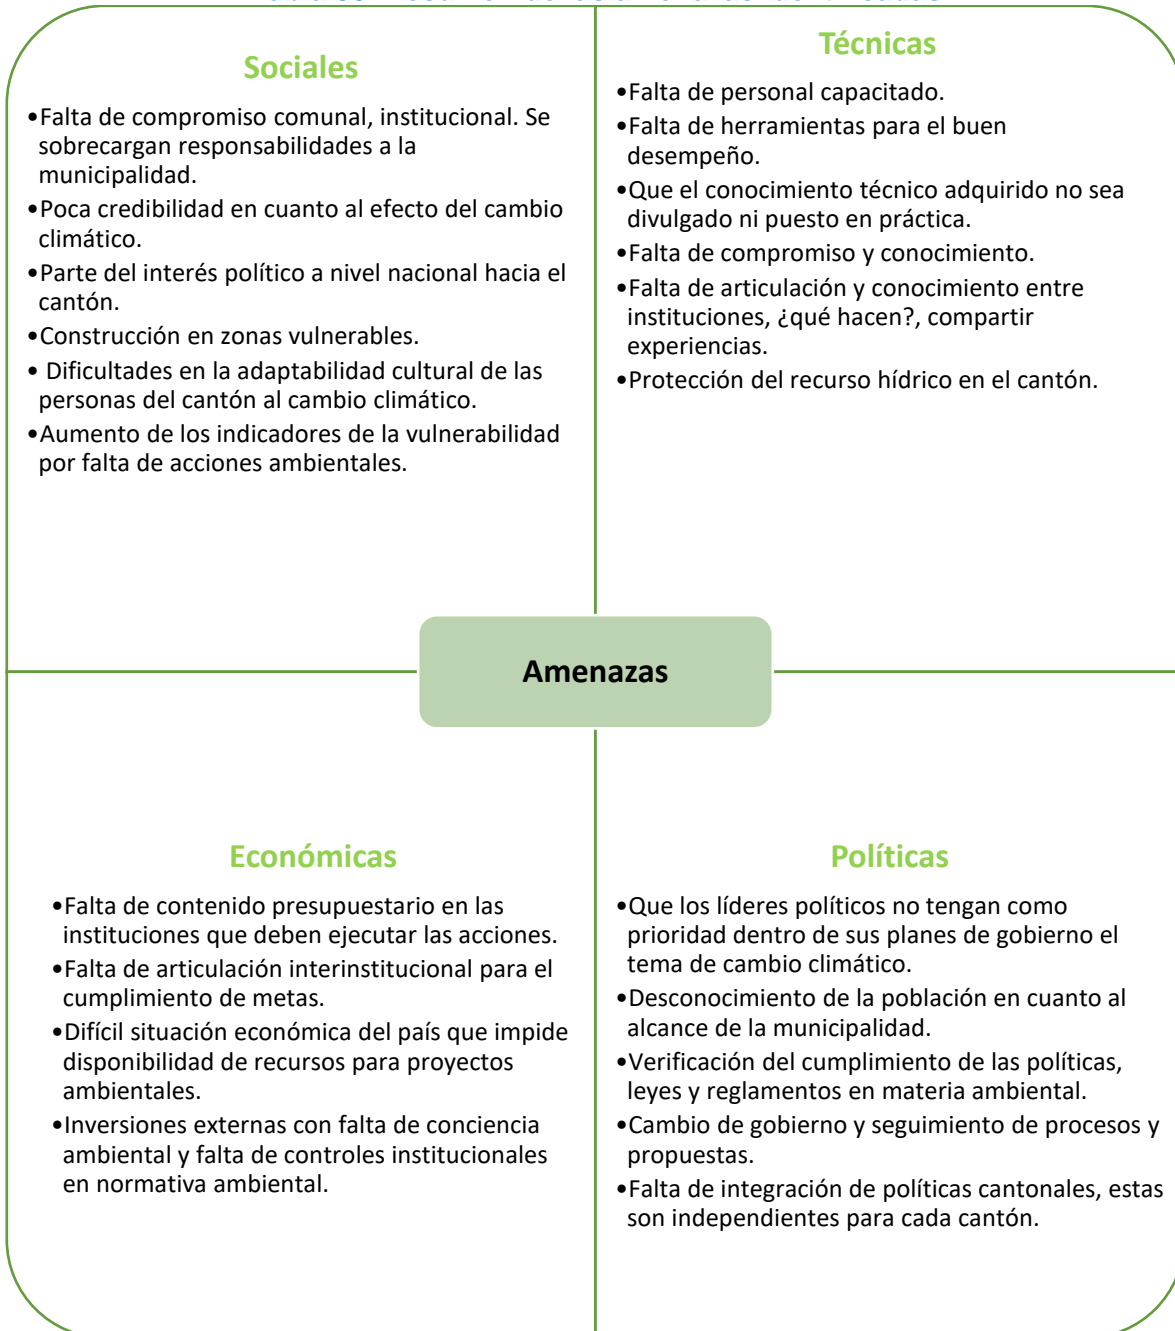 Sociales
•Falta de compromiso comunal, institucional. Se
sobrecargan responsabilidades a la
municipalidad.
•Poca credibilidad en cuanto al efecto del cambio
climático.
•Parte del interés político a nivel nacional hacia el
cantón.
•Construcción en zonas vulnerables.
• Dificultades en la adaptabilidad cultural de las
personas del cantón al cambio climático.
•Aumento de los indicadores de la vulnerabilidad
por falta de acciones ambientales.
Técnicas
•Falta de personal capacitado.
•Falta de herramientas para el buen
desempeño.
•Que el conocimiento técnico adquirido no sea
divulgado ni puesto en práctica.
•Falta de compromiso y conocimiento.
•Falta de articulación y conocimiento entre
instituciones, ¿qué hacen?, compartir
experiencias.
•Protección del recurso hídrico en el cantón.
Amenazas
Económicas
•Falta de contenido presupuestario en las
instituciones que deben ejecutar las acciones.
•Falta de articulación interinstitucional para el
cumplimiento de metas.
•Difícil situación económica del país que impide
disponibilidad de recursos para proyectos
ambientales.
•Inversiones externas con falta de conciencia
ambiental y falta de controles institucionales
en normativa ambiental.
Políticas
•Que los líderes políticos no tengan como
prioridad dentro de sus planes de gobierno el
tema de cambio climático.
•Desconocimiento de la población en cuanto al
alcance de la municipalidad.
•Verificación del cumplimiento de las políticas,
leyes y reglamentos en materia ambiental.
•Cambio de gobierno y seguimiento de procesos y
propuestas.
•Falta de integración de políticas cantonales, estas
son independientes para cada cantón.